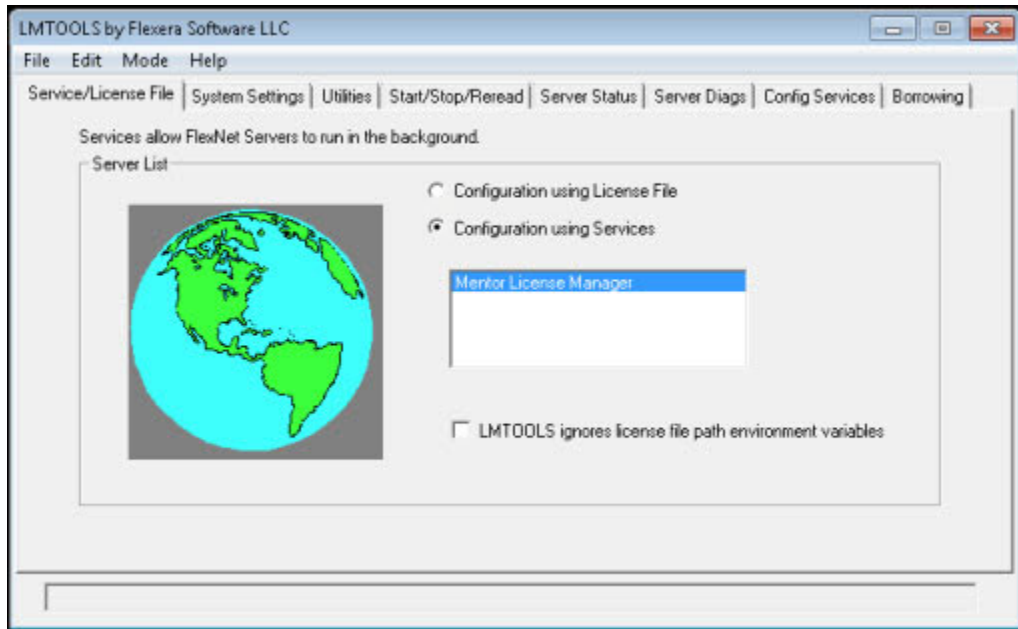 LMTOOLS by Flexera Software LLC
File Edit Mode Help
Service/License File System Settings Utilities Start/Stop/Reread Server Status Server Diags Config Services Borrowing
Services allow FlexNet Servers to run in the background.
Server List
Configuration using License File
Configuration using Services
Mentor License Manager
LMTOOLS ignores license file path environment variables